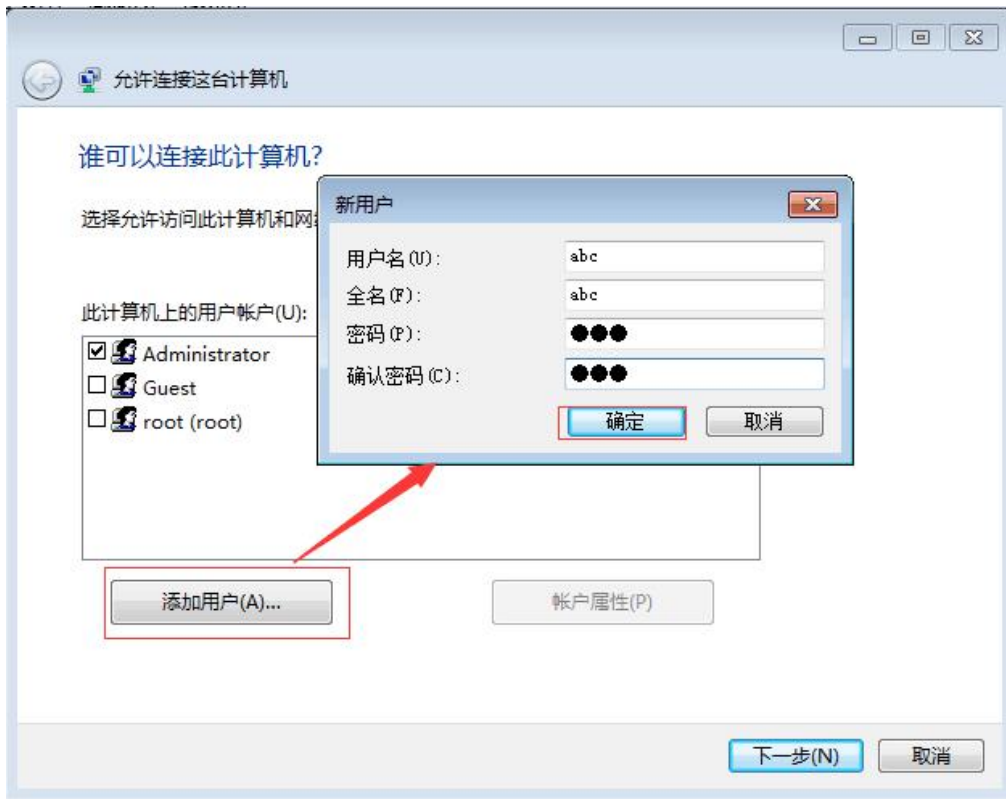 允许连接这台计算机
谁可以连接此计算机?
选择允许访问此计算机和网
此计算机上的用户帐户(U):
Administrator
Guest
root (root)
新用户
用户名(U):
abc
全名(F):
abc
密码(P):
●●●
确认密码(C):
●●●
确定
取消
添加用户(A)...
帐户属性(P)
下一步(N)
取消